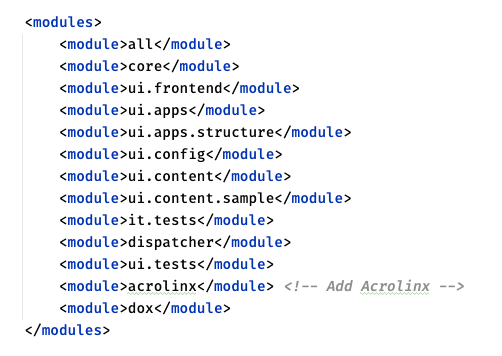 <modules>
    <module>all</module>
    <module>core</module>
    <module>ui.frontend</module>
    <module>ui.apps</module>
    <module>ui.apps.structure</module>
    <module>ui.config</module>
    <module>ui.content</module>
    <module>ui.content.sample</module>
    <module>it.tests</module>
    <module>dispatcher</module>
    <module>ui.tests</module>
    <module>acrolinx</module> <!-- Add Acrolinx -->
    <module>dox</module>
</modules>